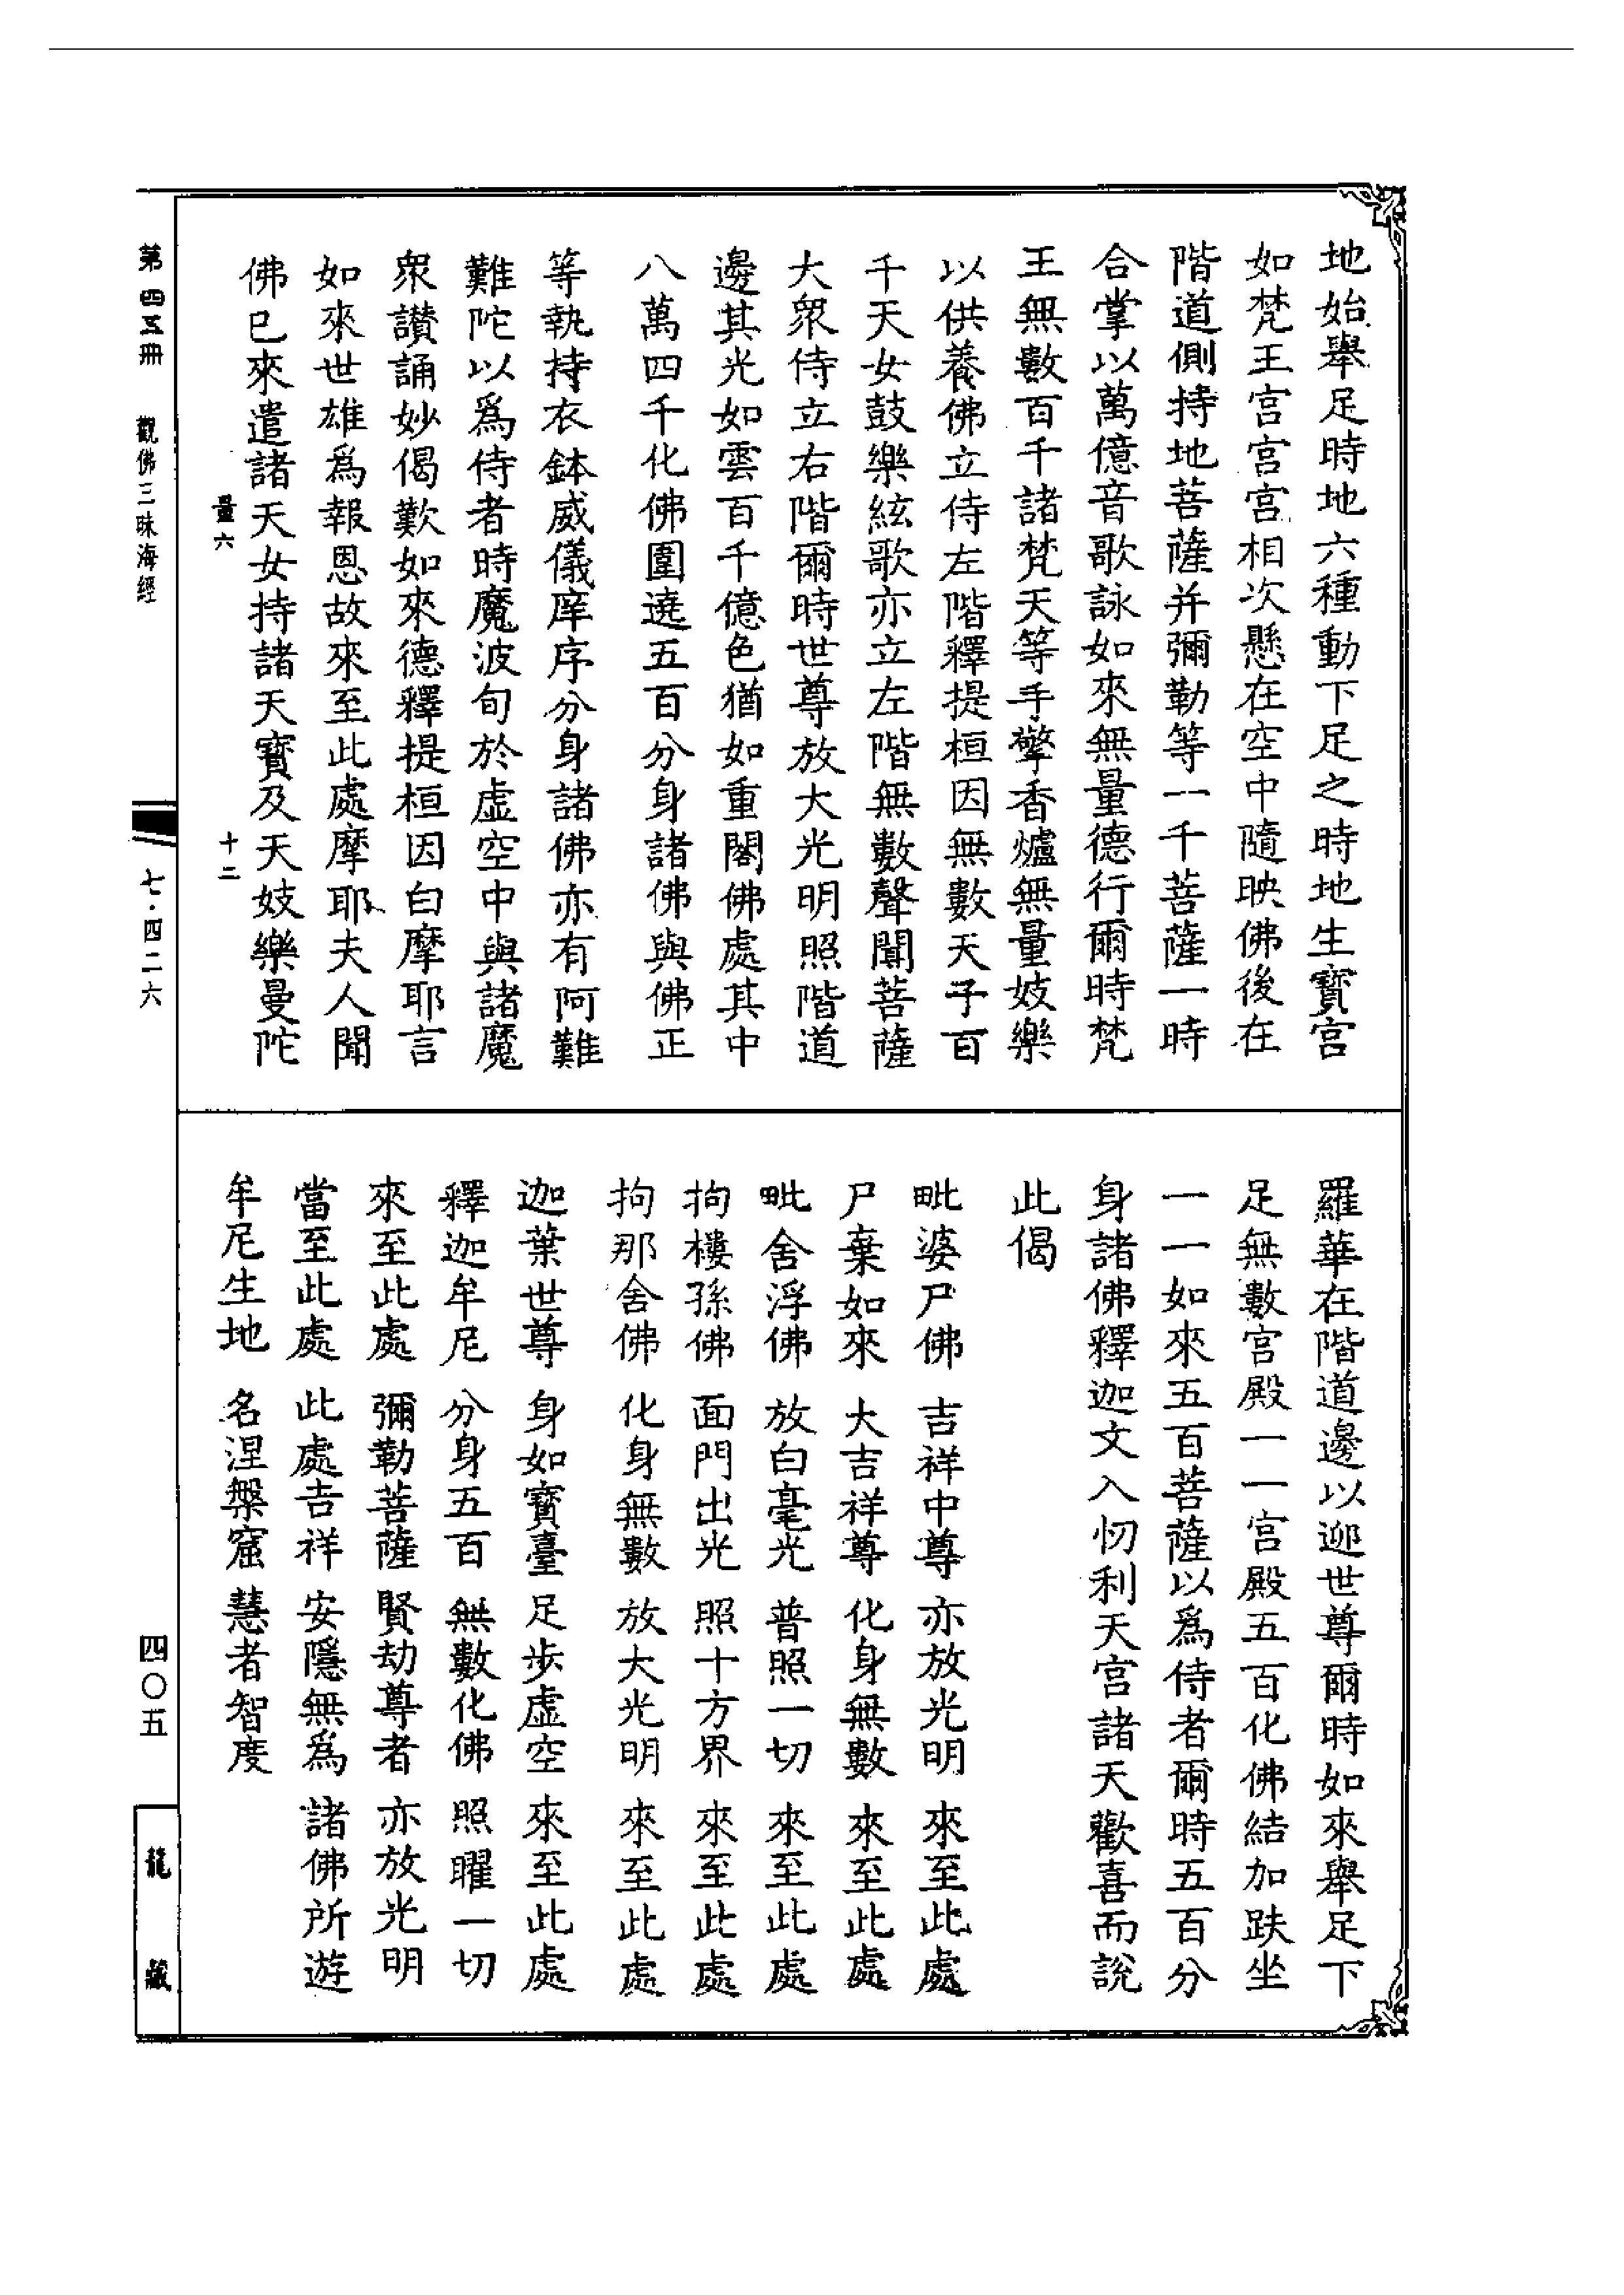 地始舉足時地六種動下足之時地生寶宮
如梵王宮宮宮相次懸在空中隨映佛後在
階道側持地菩薩并彌勒等一千菩薩一時
合掌以萬億音歌詠如來無量德行爾時梵
王無數百千諸梵天等手擎香爐無量妓樂
以供養佛立侍左階釋提桓因無數天子百
千天女鼓樂絃歌亦立左階無數聲聞菩薩
大眾侍立右階爾時世尊放大光明照階道
邊其光如雲百千億色猶如重閣佛處其中
八萬四千化佛圍遶五百分身諸佛與佛正
等執持衣鉢威儀庠序分身諸佛亦有阿難
難陀以爲侍者時魔波旬於虛空中與諸魔
眾讚誦妙偈歎如來德釋提桓因白摩耶言
如來世雄爲報恩故來至此處摩耶夫人聞
佛已來遣諸天女持諸天寶及天妓樂曼陀
量六 十二
羅華在階道邊以迎世尊爾時如來舉足下
足無數宮殿一一宮殿五百化佛結加趺坐
一一如來五百菩薩以爲侍者爾時五百分
身諸佛釋迦文入忉利天宮諸天歡喜而說
此偈
毗婆尸佛 吉祥中尊 亦放光明 來至此處
尸棄如來 大吉祥尊 化身無數 來至此處
毗舍浮佛 放白毫光 普照一切 來至此處
拘樓孫佛 面門出光 照十方界 來至此處
拘那舍佛 化身無數 放大光明 來至此處
迦葉世尊 身如寶臺 足步虛空 來至此處
釋迦牟尼 分身五百 無數化佛 照曜一切
來至此處 彌勒菩薩 賢劫尊者 亦放光明
當至此處 此處吉祥 安隱無爲 諸佛所遊
牟尼生地 名涅槃窟 慧者智度
第四五冊 觀佛三昧海經 七·四二六 四〇五 龍藏